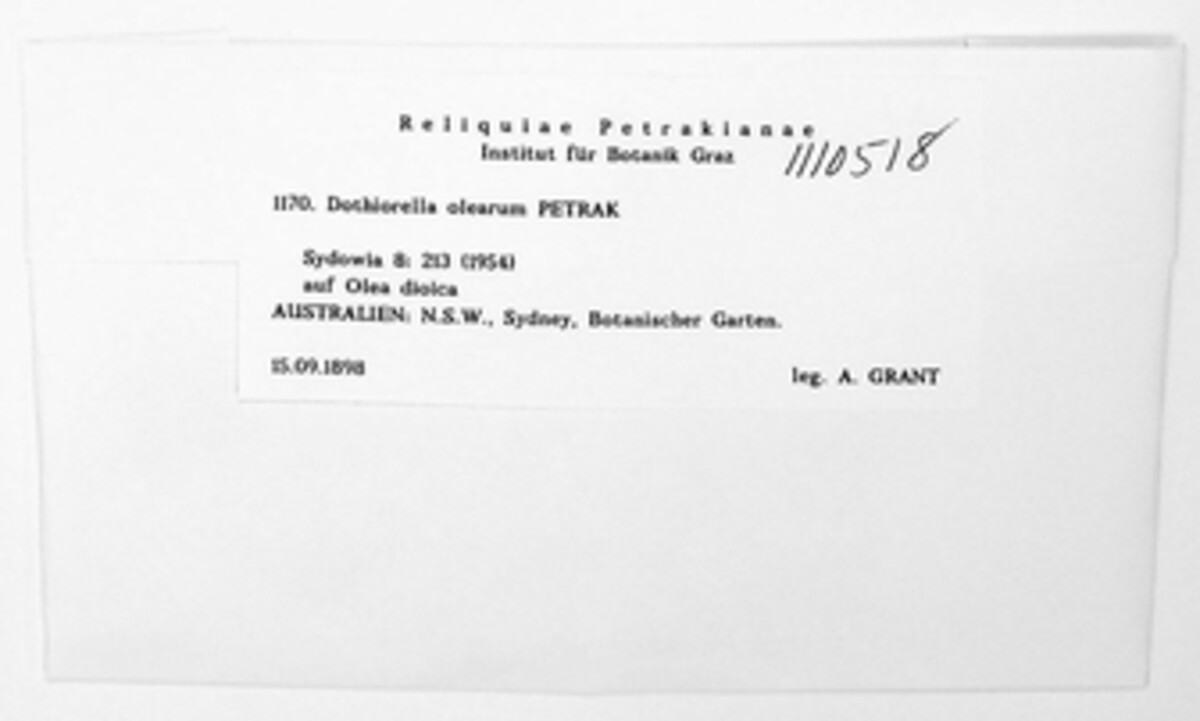 Reliquiae Petrakianae
Institut für Botanik Graz
1110518
1170. Dothiorella olearum PETRAK
Sydowia 8: 213 (1954)
auf Olea dioica
AUSTRALIEN: N.S.W., Sydney, Botanischer Garten.
15.09.1898
leg. A. GRANT